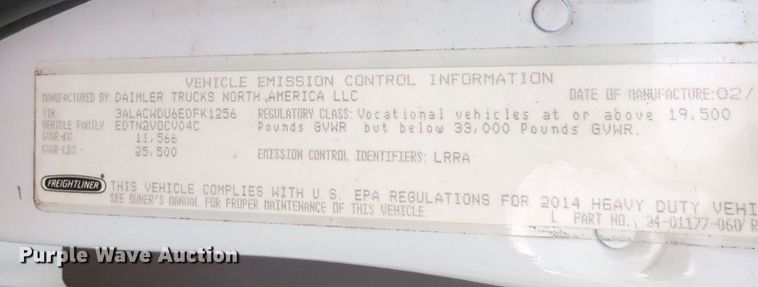 VEHICLE EMISSION CONTROL INFORMATION
MANUFACTURED BY: DAIMLER TRUCKS NORTH AMERICA LLC DATE OF MANUFACTURE: 02/
VIN 3ALACWDU6EDFK1256 REGULATORY CLASS: Vocational vehicles at or above 19,500
VEHICLE FAMILY EDTN2VOCV04C Pounds GVWR but below 33,000 Pounds GVWR.
GVWR-KG 11,566
GVWR-LBS 25,500 EMISSION CONTROL IDENTIFIERS: LRRA
FREIGHTLINER THIS VEHICLE COMPLIES WITH U.S. EPA REGULATIONS FOR 2014 HEAVY DUTY VEHI
SEE OWNER'S MANUAL FOR PROPER MAINTENANCE OF THIS VEHICLE.
L PART NO. 24-01177-060 R
Purple Wave Auction